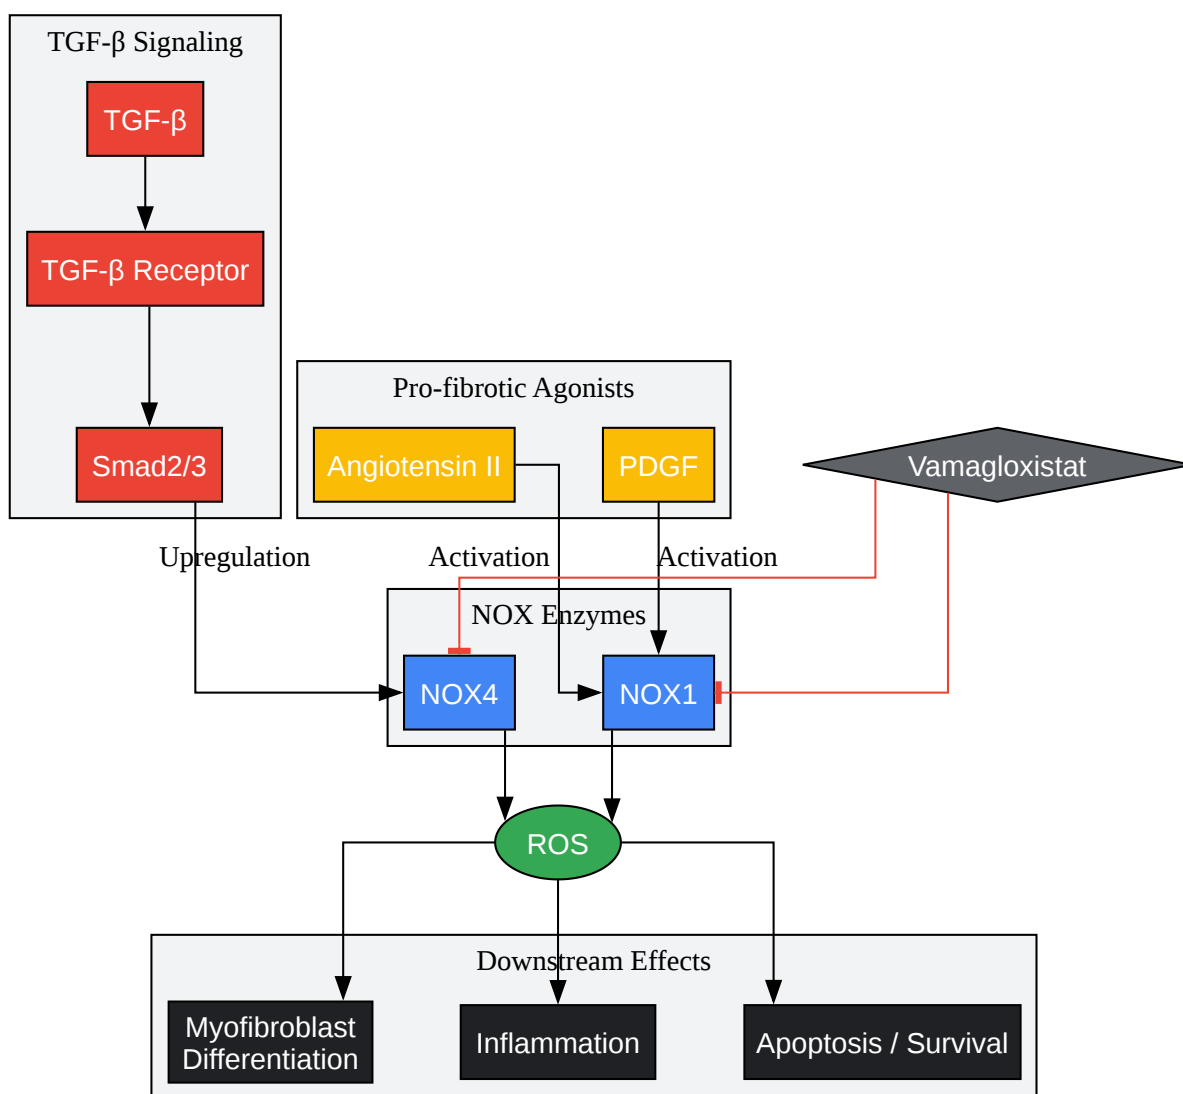 TGF-β Signaling
TGF-β
TGF-β Receptor
Smad2/3
Pro-fibrotic Agonists
Angiotensin II
PDGF
Vamagloxistat
Upregulation
Activation
Activation
NOX Enzymes
NOX4
NOX1
ROS
Downstream Effects
Myofibroblast
Differentiation
Inflammation
Apoptosis / Survival